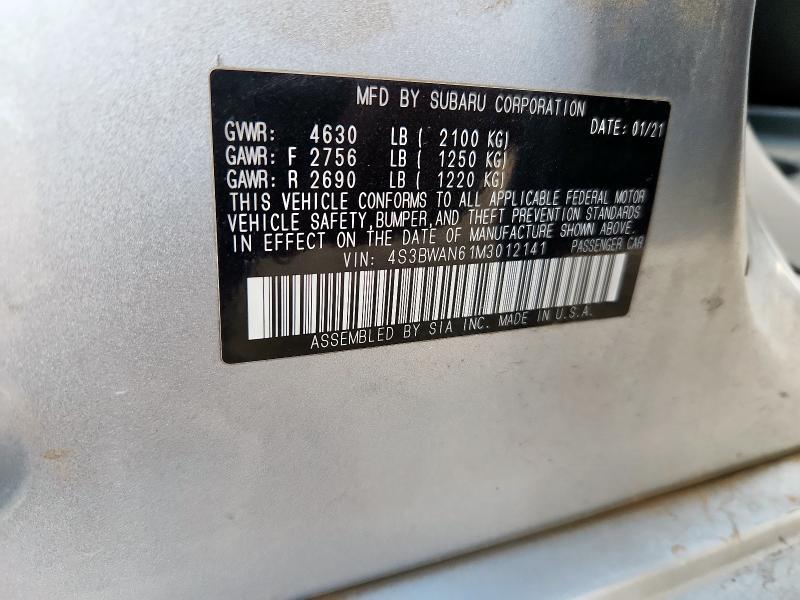 MFD BY SUBARU CORPORATION
DATE: 01/21
GVWR: 4630 LB ( 2100 KG)
GAWR: F 2756 LB ( 1250 KG)
GAWR: R 2690 LB ( 1220 KG)
THIS VEHICLE CONFORMS TO ALL APPLICABLE FEDERAL MOTOR
VEHICLE SAFETY, BUMPER, AND THEFT PREVENTION STANDARDS
IN EFFECT ON THE DATE OF MANUFACTURE SHOWN ABOVE.
VIN: 4S3BWAN61M3012141 PASSENGER CAR
ASSEMBLED BY SIA INC. MADE IN U.S.A.